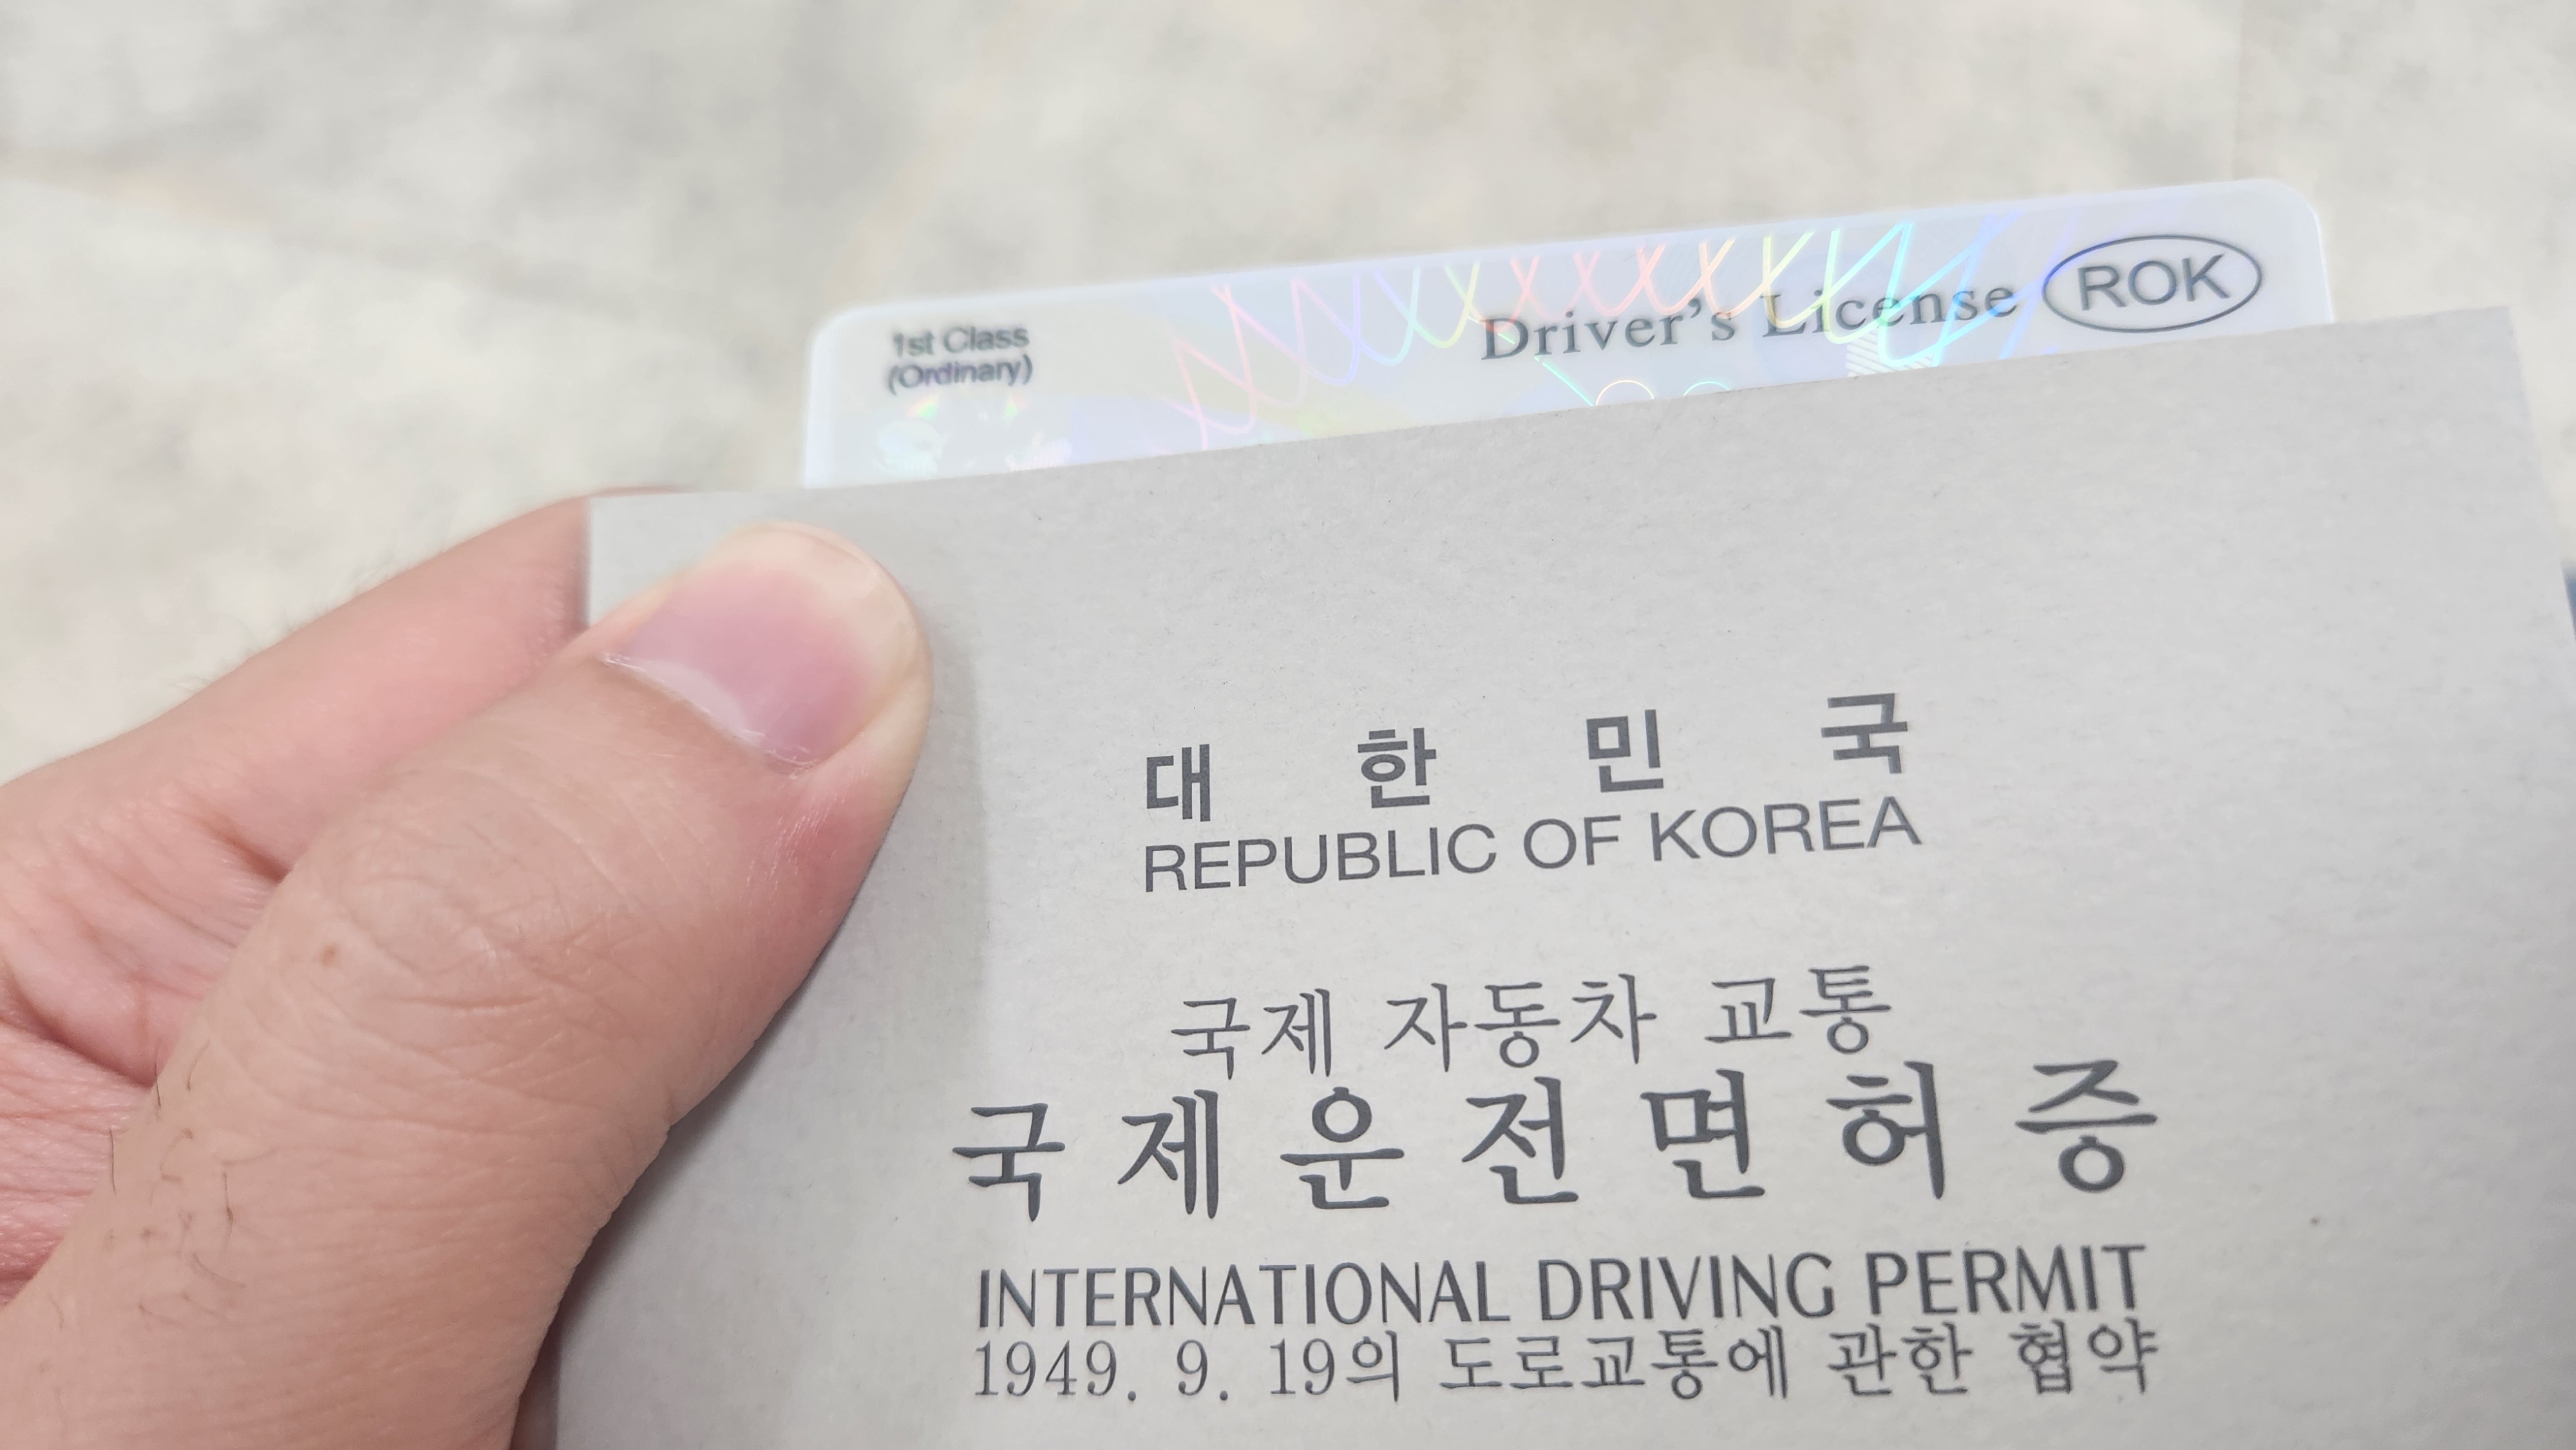 1st Class
(Ordinary)
Driver's License ROK
대 한 민 국
REPUBLIC OF KOREA
국제 자동차 교통
국 제 운 전 면 허 증
INTERNATIONAL DRIVING PERMIT
1949. 9. 19의 도로교통에 관한 협약